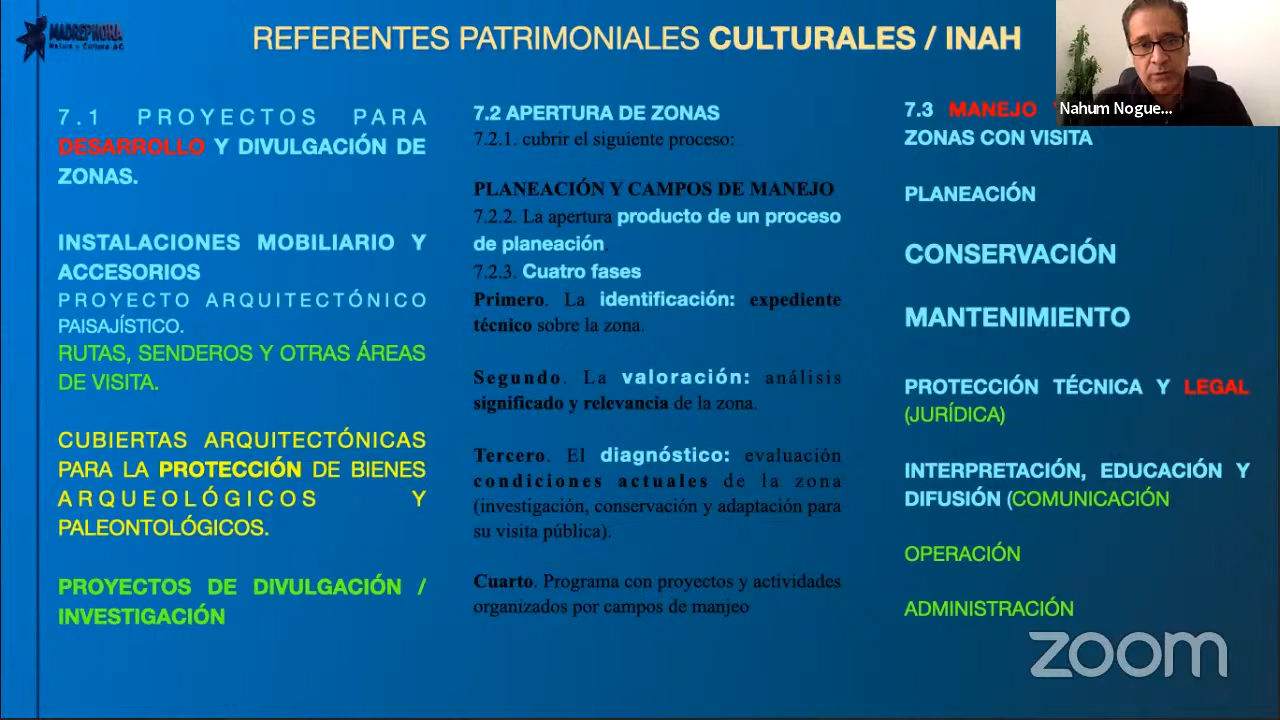 MADREPHORA
Natura y Cultura AC.
REFERENTES PATRIMONIALES CULTURALES / INAH
Nahum Nogue...
7.1 PROYECTOS PARA
DESARROLLO Y DIVULGACIÓN DE
ZONAS.
INSTALACIONES MOBILIARIO Y
ACCESORIOS
PROYECTO ARQUITECTÓNICO
PAISAJÍSTICO.
RUTAS, SENDEROS Y OTRAS ÁREAS
DE VISITA.
CUBIERTAS ARQUITECTÓNICAS
PARA LA PROTECCIÓN DE BIENES
ARQUEOLÓGICOS Y
PALEONTOLÓGICOS.
PROYECTOS DE DIVULGACIÓN /
INVESTIGACIÓN
7.2 APERTURA DE ZONAS
7.2.1. cubrir el siguiente proceso:
PLANEACIÓN Y CAMPOS DE MANEJO
7.2.2. La apertura producto de un proceso
de planeación.
7.2.3. Cuatro fases
Primero. La identificación: expediente
técnico sobre la zona.
Segundo. La valoración: análisis
significado y relevancia de la zona.
Tercero. El diagnóstico: evaluación
condiciones actuales de la zona
(investigación, conservación y adaptación para
su visita pública).
Cuarto. Programa con proyectos y actividades
organizados por campos de manjeo
7.3 MANEJO
ZONAS CON VISITA
PLANEACIÓN
CONSERVACIÓN
MANTENIMIENTO
PROTECCIÓN TÉCNICA Y LEGAL
(JURÍDICA)
INTERPRETACIÓN, EDUCACIÓN Y
DIFUSIÓN (COMUNICACIÓN
OPERACIÓN
ADMINISTRACIÓN
zoom